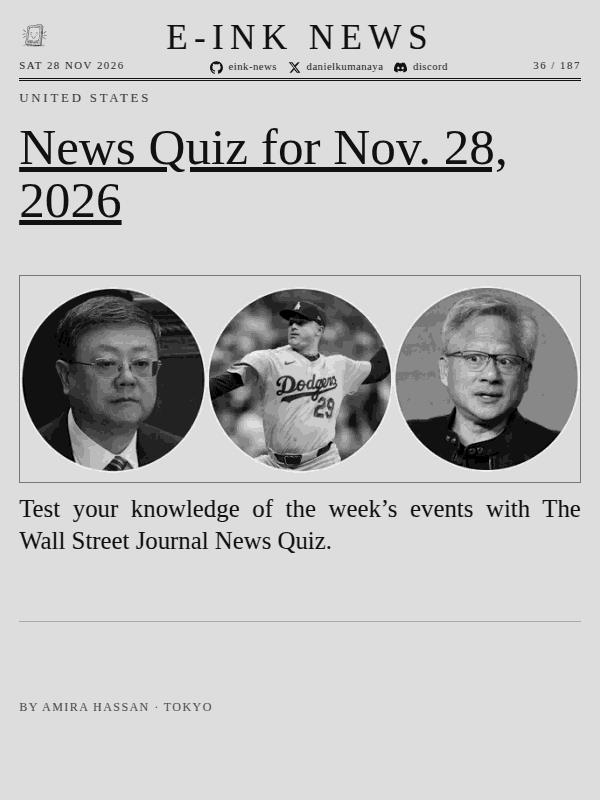 E-INK NEWS
SAT 28 NOV 2026
eink-news danielkumanaya discord
36 / 187
UNITED STATES
News Quiz for Nov. 28,
2026
Dodgers
29
Test your knowledge of the week’s events with The
Wall Street Journal News Quiz.
BY AMIRA HASSAN · TOKYO